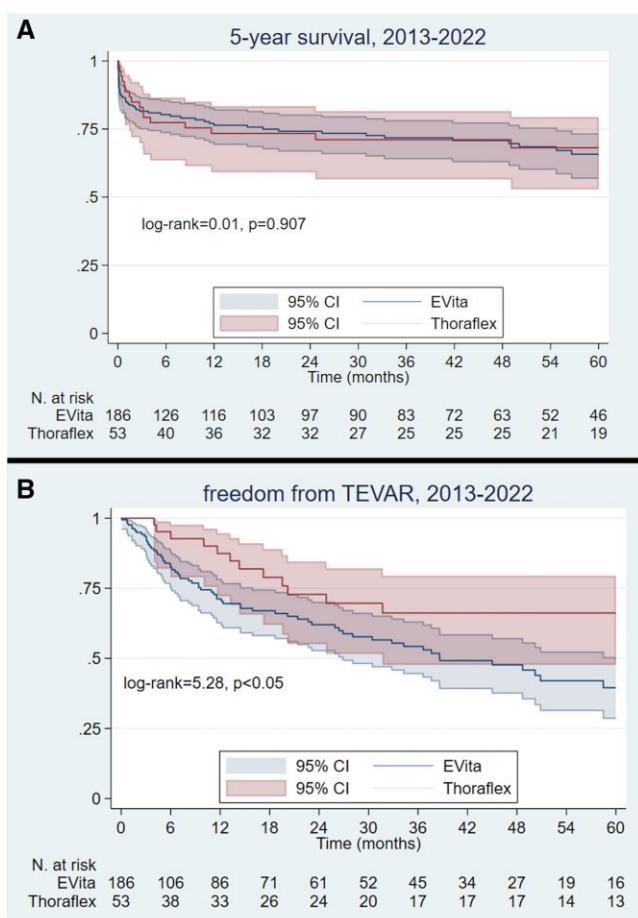 A
5-year survival, 2013-2022
1
.75
.5
.25
0
log-rank=0.01, p=0.907
95% CI EVita
95% CI Thoraflex
0 6 12 18 24 30 36 42 48 54 60
Time (months)
N. at risk
EVita 186 126 116 103 97 90 83 72 63 52 46
Thoraflex 53 40 36 32 32 27 25 25 25 21 19
B
freedom from TEVAR, 2013-2022
1
.75
.5
.25
0
log-rank=5.28, p<0.05
95% CI EVita
95% CI Thoraflex
0 6 12 18 24 30 36 42 48 54 60
Time (months)
N. at risk
EVita 186 106 86 71 61 52 45 34 27 19 16
Thoraflex 53 38 33 26 24 20 17 17 17 14 13